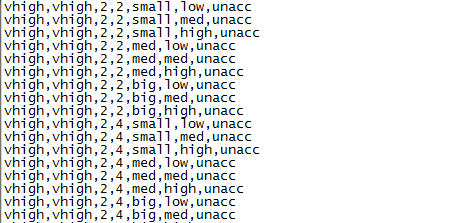 vhigh,vhigh,2,2,small,low,unacc
vhigh,vhigh,2,2,small,med,unacc
vhigh,vhigh,2,2,small,high,unacc
vhigh,vhigh,2,2,med,low,unacc
vhigh,vhigh,2,2,med,med,unacc
vhigh,vhigh,2,2,med,high,unacc
vhigh,vhigh,2,2,big,low,unacc
vhigh,vhigh,2,2,big,med,unacc
vhigh,vhigh,2,2,big,high,unacc
vhigh,vhigh,2,4,small,low,unacc
vhigh,vhigh,2,4,small,med,unacc
vhigh,vhigh,2,4,small,high,unacc
vhigh,vhigh,2,4,med,low,unacc
vhigh,vhigh,2,4,med,med,unacc
vhigh,vhigh,2,4,med,high,unacc
vhigh,vhigh,2,4,big,low,unacc
vhigh,vhigh,2,4,big,med,unacc